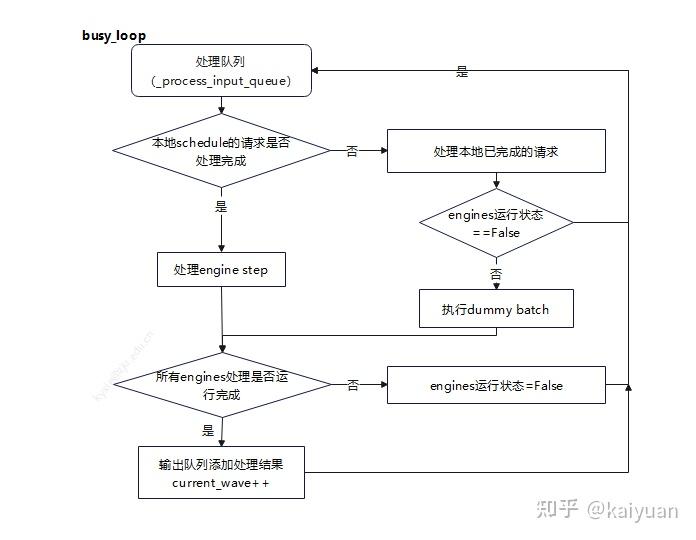 busy_loop
处理队列
（_process_input_queue）
是
本地schedule的请求是否
处理完成
否
处理本地已完成的请求
是
engines运行状态
==False
处理engine step
否
执行dummy batch
所有engines处理是否运
行完成
否
engines运行状态=False
是
输出队列添加处理结果
current_wave++
知乎 @kaiyuan